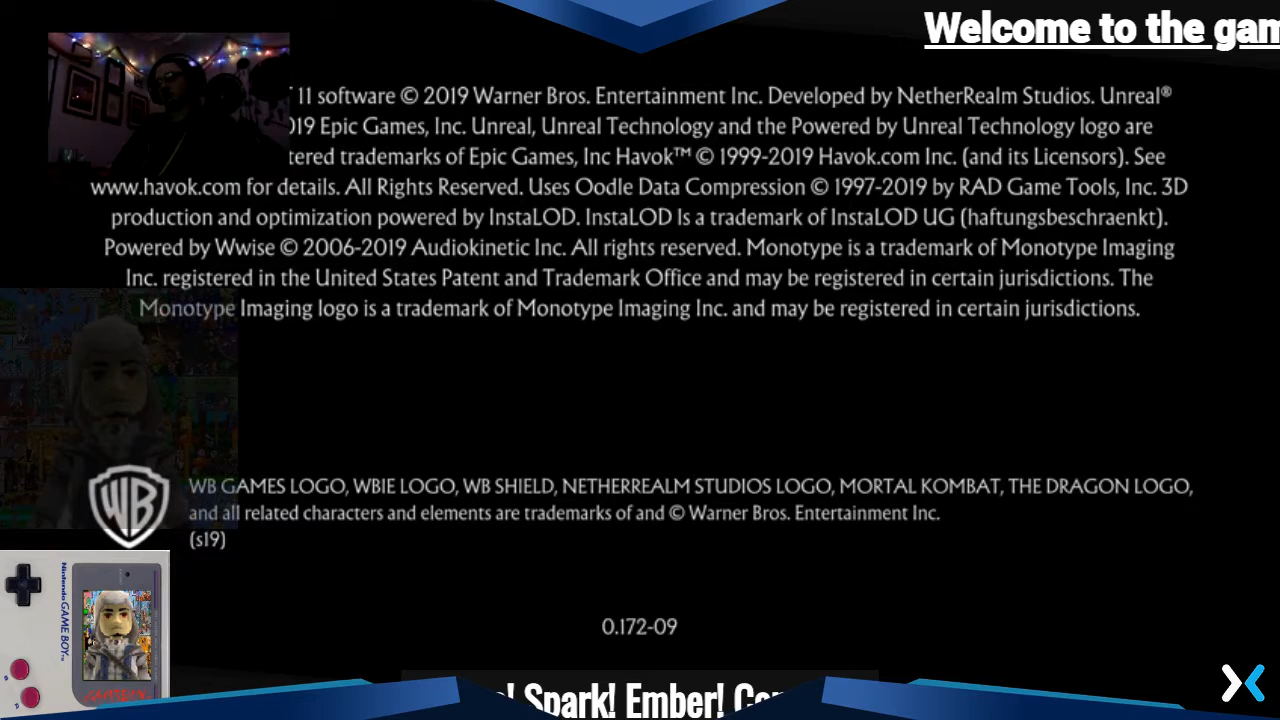 Welcome to the gam
11 software © 2019 Warner Bros. Entertainment Inc. Developed by NetherRealm Studios. Unreal®
019 Epic Games, Inc. Unreal, Unreal Technology and the Powered by Unreal Technology logo are
tered trademarks of Epic Games, Inc Havok™ © 1999-2019 Havok.com Inc. (and its Licensors). See
www.havok.com for details. All Rights Reserved. Uses Oodle Data Compression © 1997-2019 by RAD Game Tools, Inc. 3D
production and optimization powered by InstaLOD. InstaLOD Is a trademark of InstaLOD UG (haftungsbeschraenkt).
Powered by Wwise © 2006-2019 Audiokinetic Inc. All rights reserved. Monotype is a trademark of Monotype Imaging
Inc. registered in the United States Patent and Trademark Office and may be registered in certain jurisdictions. The
Monotype Imaging logo is a trademark of Monotype Imaging Inc. and may be registered in certain jurisdictions.
WB
WB GAMES LOGO, WBIE LOGO, WB SHIELD, NETHERREALM STUDIOS LOGO, MORTAL KOMBAT, THE DRAGON LOGO,
and all related characters and elements are trademarks of and © Warner Bros. Entertainment Inc.
(s19)
Nintendo GAME BOY™
0.172-09
! Spark! Ember!